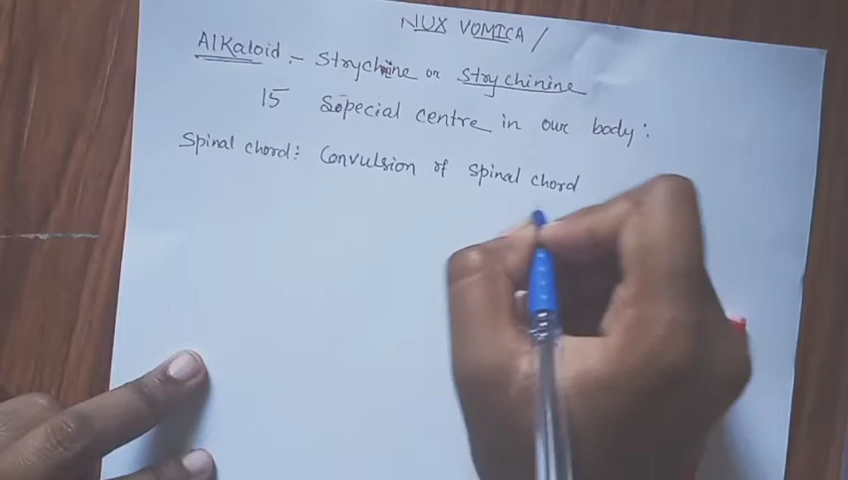 NUX VOMICA /
Alkaloid :- Strychnine or Strychinine
15 Special centre in our body :
Spinal chord : Convulsion of Spinal chord